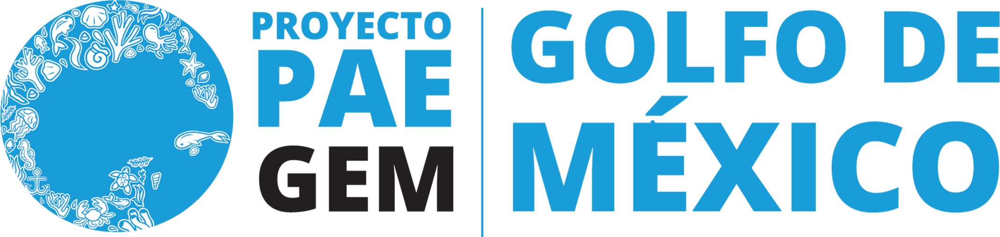 PROYECTO
PAE
GEM
GOLFO DE
MÉXICO